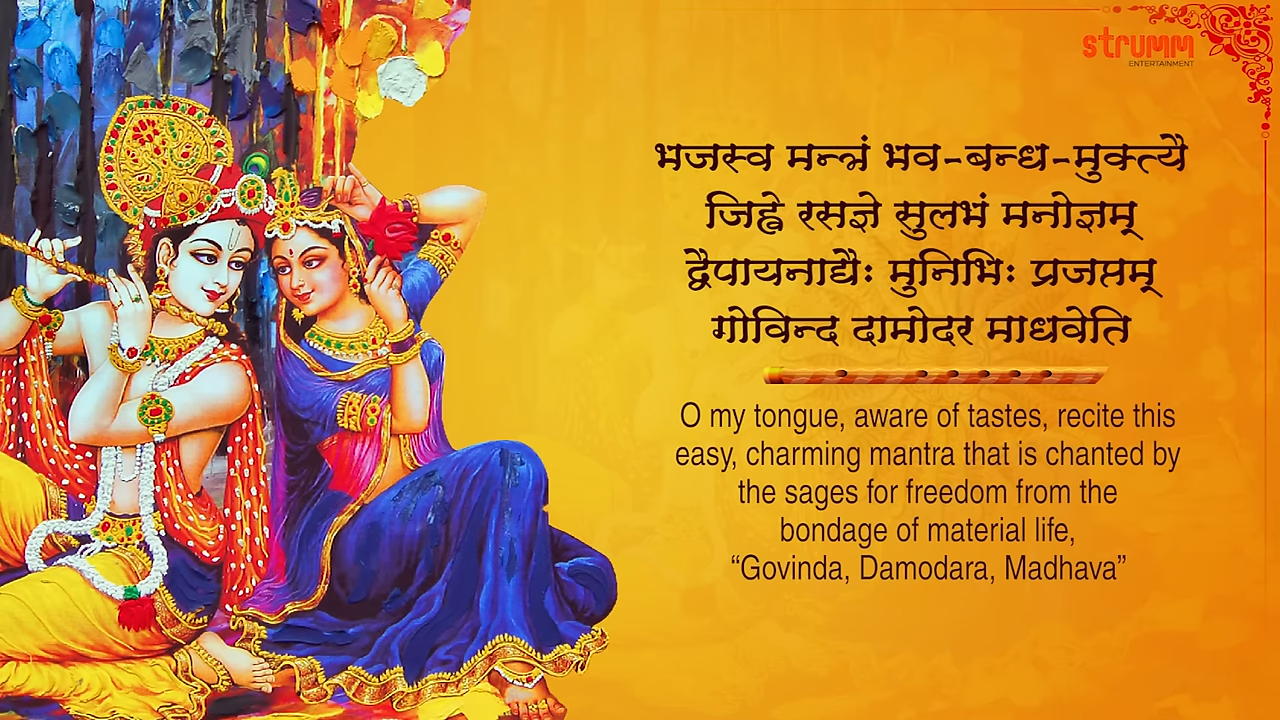 strumm
ENTERTAINMENT
भजस्व मन्त्रं भव-बन्ध-मुक्त्यै
जिह्वे रसज्ञे सुलभं मनोज्ञम्
द्वैपायनाद्यैः मुनिभिः प्रजप्तम्
गोविन्द दामोदर माधवेति
O my tongue, aware of tastes, recite this
easy, charming mantra that is chanted by
the sages for freedom from the
bondage of material life,
“Govinda, Damodara, Madhava”